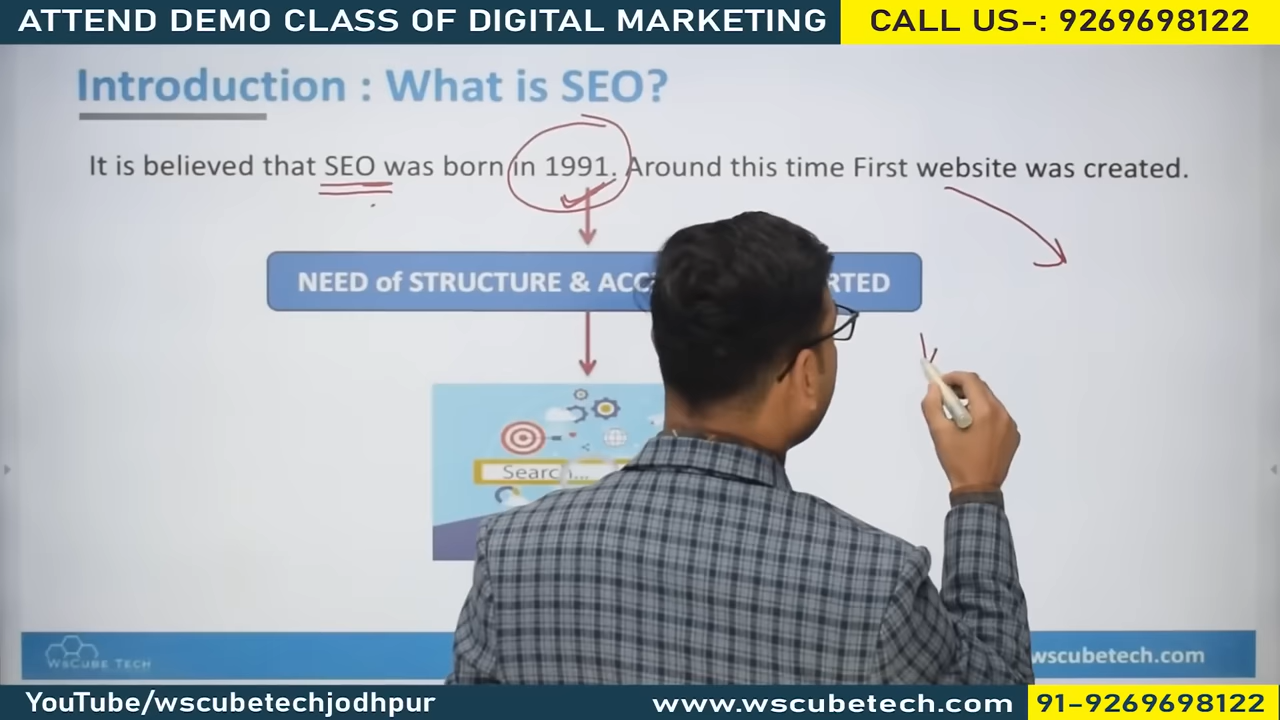 ATTEND DEMO CLASS OF DIGITAL MARKETING CALL US-: 9269698122
Introduction : What is SEO?
It is believed that SEO was born in 1991. Around this time First website was created.
NEED of STRUCTURE &
Search...
WsCube Tech
wscubetech.com
YouTube/wscubetechjodhpur www.wscubetech.com 91-9269698122